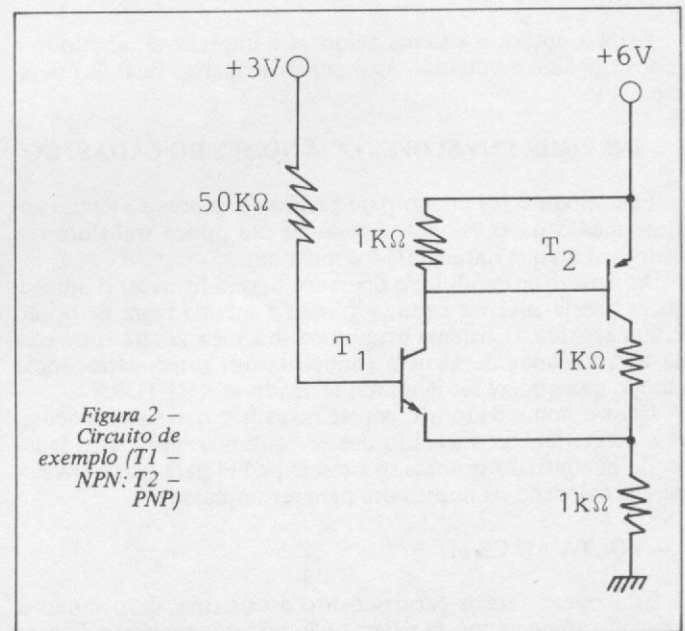 +3V
+6V
50KΩ
1KΩ
T2
T1
1KΩ
1kΩ
Figura 2 –
Circuito de
exemplo (T1 –
NPN: T2 –
PNP)